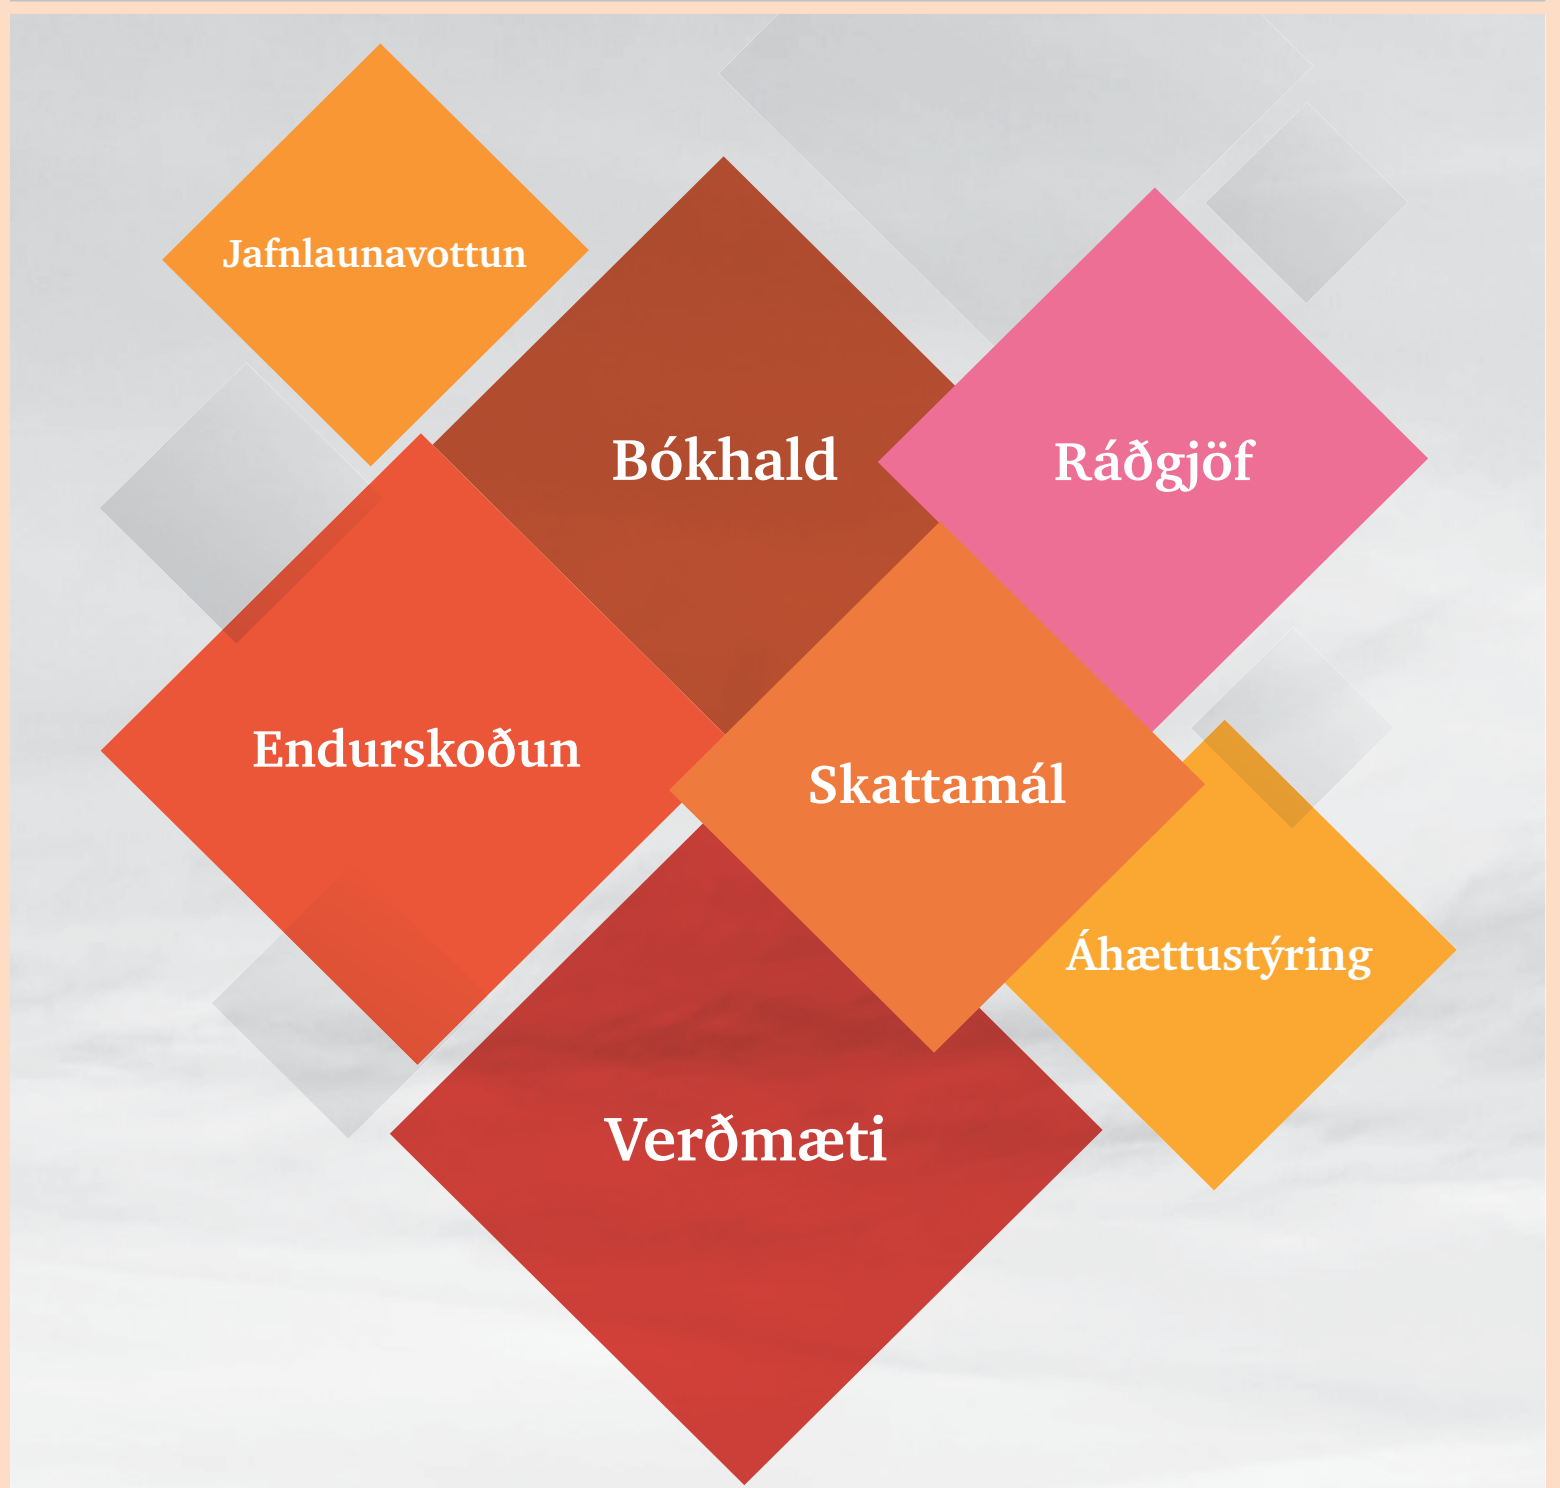 Jafnlaunavottun
Bókhald
Ráðgjöf
Endurskoðun
Skattamál
Áhættustýring
Verðmæti